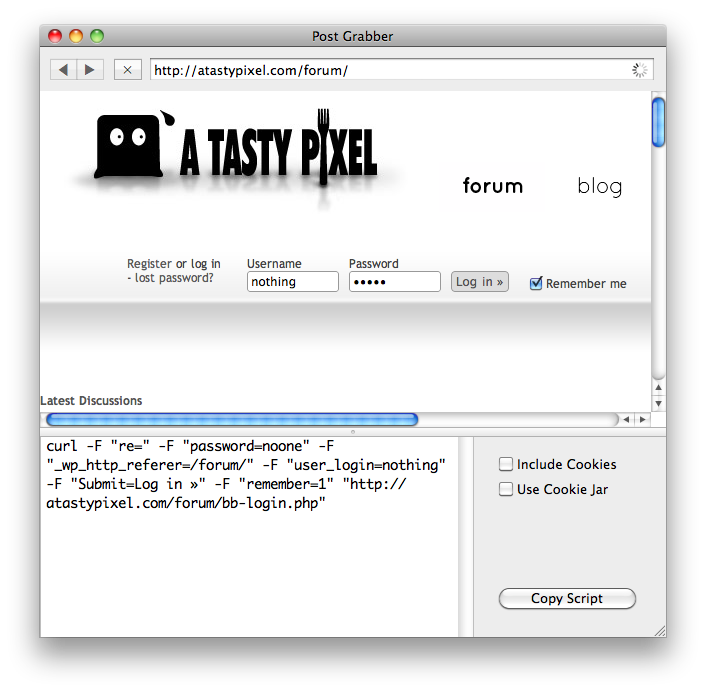 Post Grabber
http://atastypixel.com/forum/
A TASTY PIXEL
forum blog
Register or log in
- lost password?
Username
nothing
Password
•••••
Log in »
Remember me
Latest Discussions
curl -F "re=" -F "password=noone" -F
"_wp_http_referer=/forum/" -F "user_login=nothing"
-F "Submit=Log in »" -F "remember=1" "http://
atastypixel.com/forum/bb-login.php"
Include Cookies
Use Cookie Jar
Copy Script